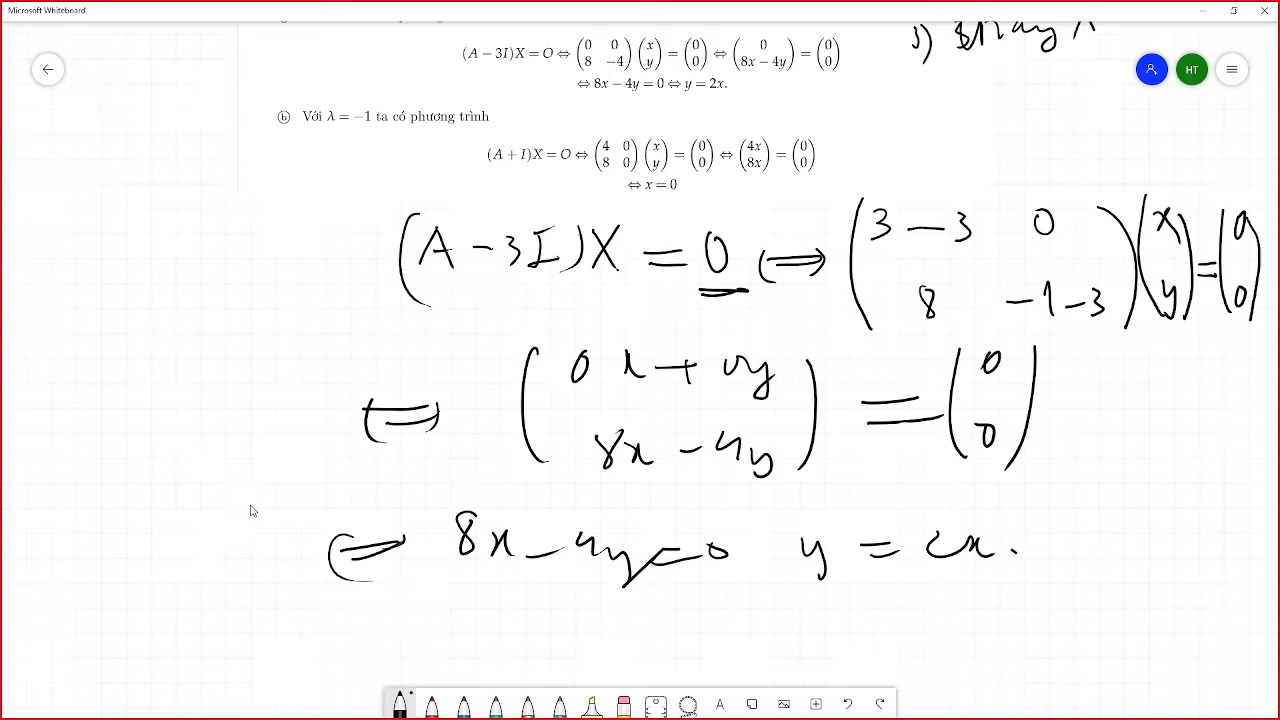 Microsoft Whiteboard
3)
HT
(A − 3I)X = O ⇔ (0 0; 8 −4)(x; y) = (0; 0) ⇔ (0; 8x − 4y) = (0; 0)
⇔ 8x − 4y = 0 ⇔ y = 2x.
ⓑ Với λ = −1 ta có phương trình
(A + I)X = O ⇔ (4 0; 8 0)(x; y) = (0; 0) ⇔ (4x; 8x) = (0; 0)
⇔ x = 0
(A − 3I)X = 0 ⇔ (3 − 3 0; 8 −1 − 3)(x; y) = (0; 0)
⇔ (0x + 0y; 8x − 4y) = (0; 0)
⇔ 8x − 4y = 0 y = 2x.
A